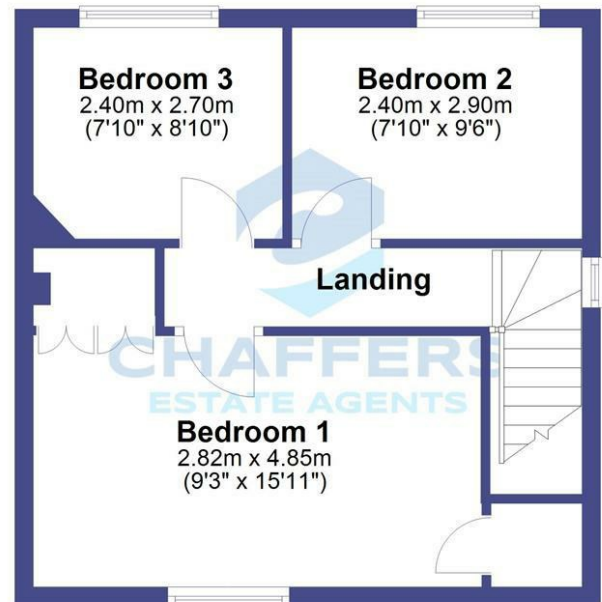 Bedroom 3
2.40m x 2.70m
(7'10" x 8'10")
Bedroom 2
2.40m x 2.90m
(7'10" x 9'6")
Landing
CHAFFERS
ESTATE AGENTS
Bedroom 1
2.82m x 4.85m
(9'3" x 15'11")